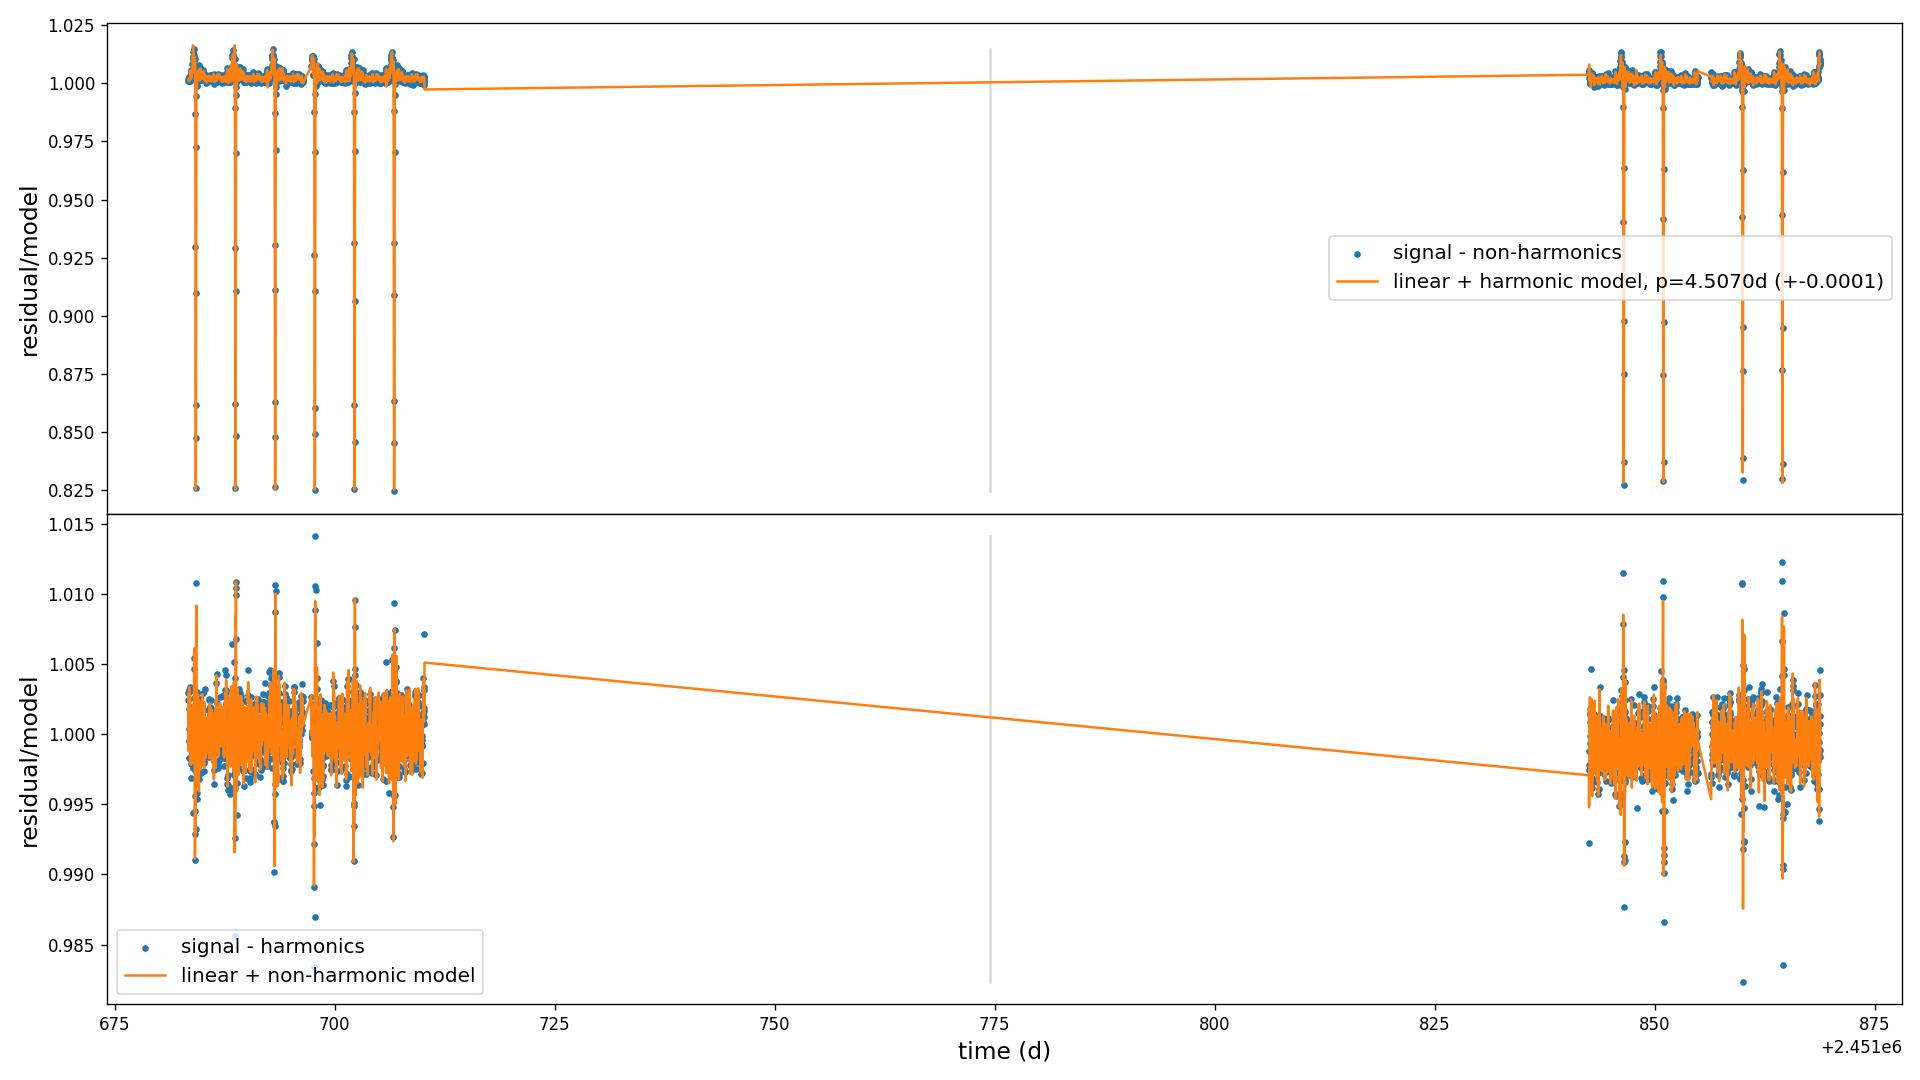 1.025
1.000
0.975
0.950
0.925
0.900
0.875
0.850
0.825
residual/model
signal - non-harmonics
linear + harmonic model, p=4.5070d (+-0.0001)
1.015
1.010
1.005
1.000
0.995
0.990
0.985
residual/model
signal - harmonics
linear + non-harmonic model
675 700 725 750 775 800 825 850 875
time (d)
+2.451e6